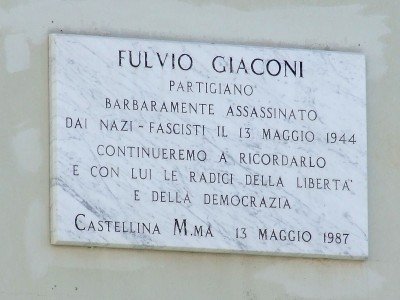 FULVIO GIACONI
PARTIGIANO
BARBARAMENTE ASSASSINATO
DAI NAZI-FASCISTI IL 13 MAGGIO 1944
CONTINUEREMO A RICORDARLO
E CON LUI LE RADICI DELLA LIBERTA'
E DELLA DEMOCRAZIA
CASTELLINA M.MA 13 MAGGIO 1987